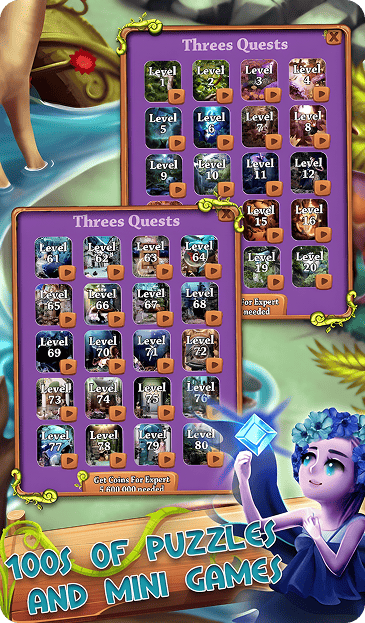 Threes Quests
X
Level 1
Level 2
Level 3
Level 4
Level 5
Level 6
Level 7
Level 8
Level 9
Level 10
Level 11
Level 12
Level 15
Level 16
Level 19
Level 20
For Expert
needed
Threes Quests
Level 61
Level 62
Level 63
Level 64
Level 65
Level 66
Level 67
Level 68
Level 69
Level 70
Level 71
Level 72
Level 73
Level 74
Level 75
Level 76
Level 77
Level 78
Level 79
Level 80
Get Coins For Expert
5 600 000 needed
100S OF PUZZLES
AND MINI GAMES